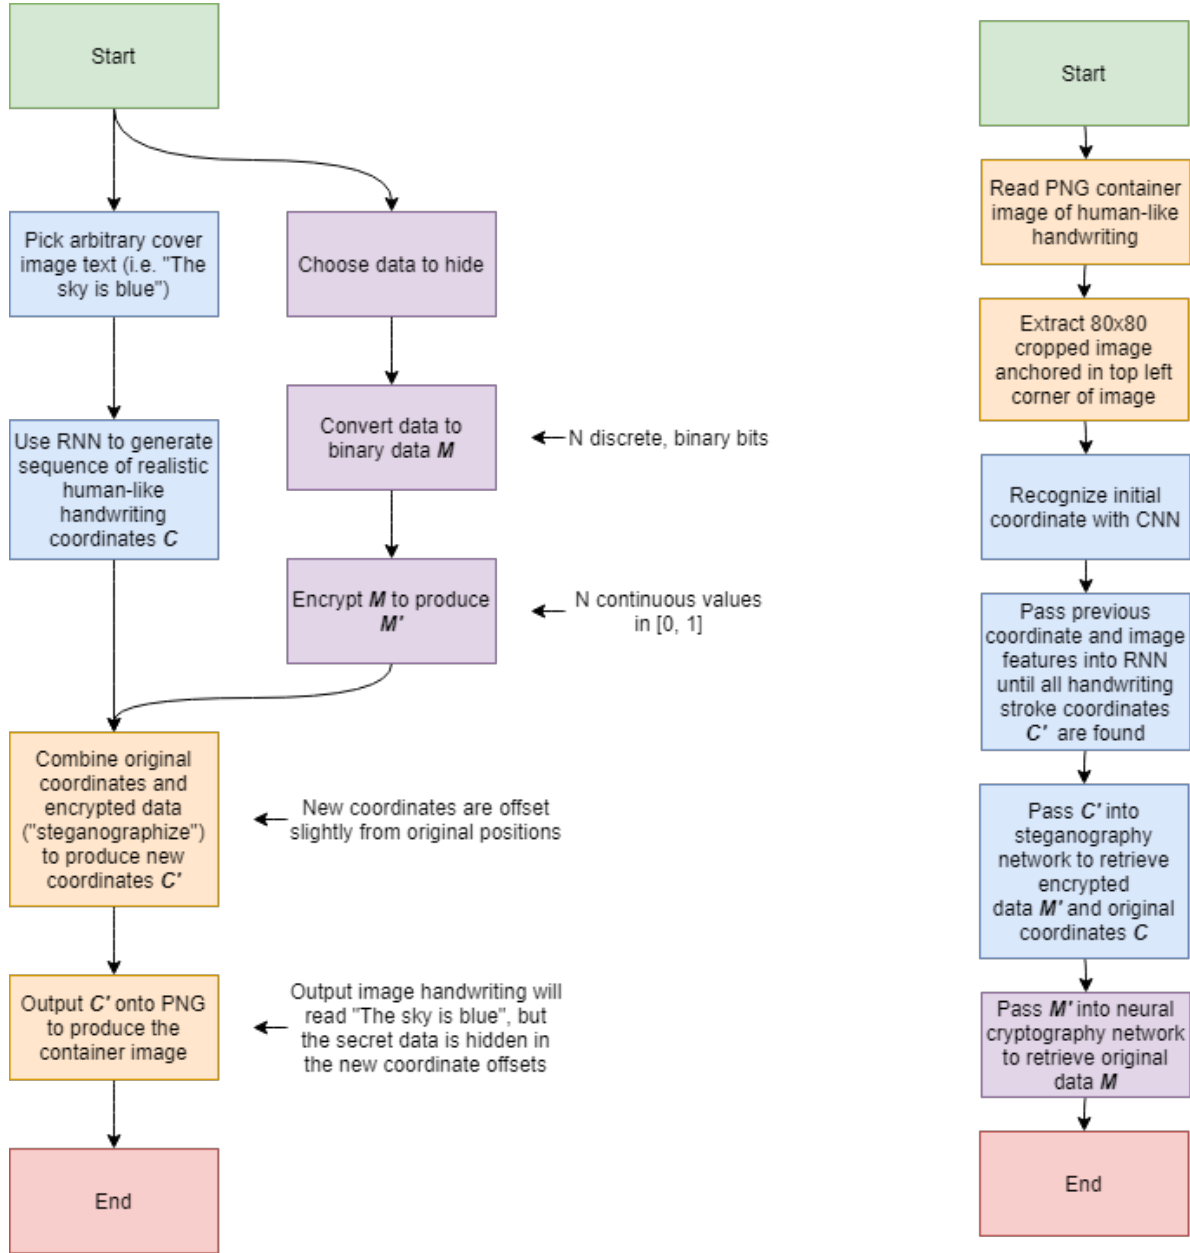 Start
Pick arbitrary cover
image text (i.e. "The
sky is blue")
Use RNN to generate
sequence of realistic
human-like
handwriting
coordinates C
Choose data to hide
Convert data to
binary data M
N discrete, binary bits
Encrypt M to produce
M'
N continuous values
in [0, 1]
Combine original
coordinates and
encrypted data
("steganographize")
to produce new
coordinates C'
New coordinates are offset
slightly from original positions
Output C' onto PNG
to produce the
container image
Output image handwriting will
read "The sky is blue", but
the secret data is hidden in
the new coordinate offsets
End
Start
Read PNG container
image of human-like
handwriting
Extract 80x80
cropped image
anchored in top left
corner of image
Recognize initial
coordinate with CNN
Pass previous
coordinate and image
features into RNN
until all handwriting
stroke coordinates
C' are found
Pass C' into
steganography
network to retrieve
encrypted
data M' and original
coordinates C
Pass M' into neural
cryptography network
to retrieve original
data M
End